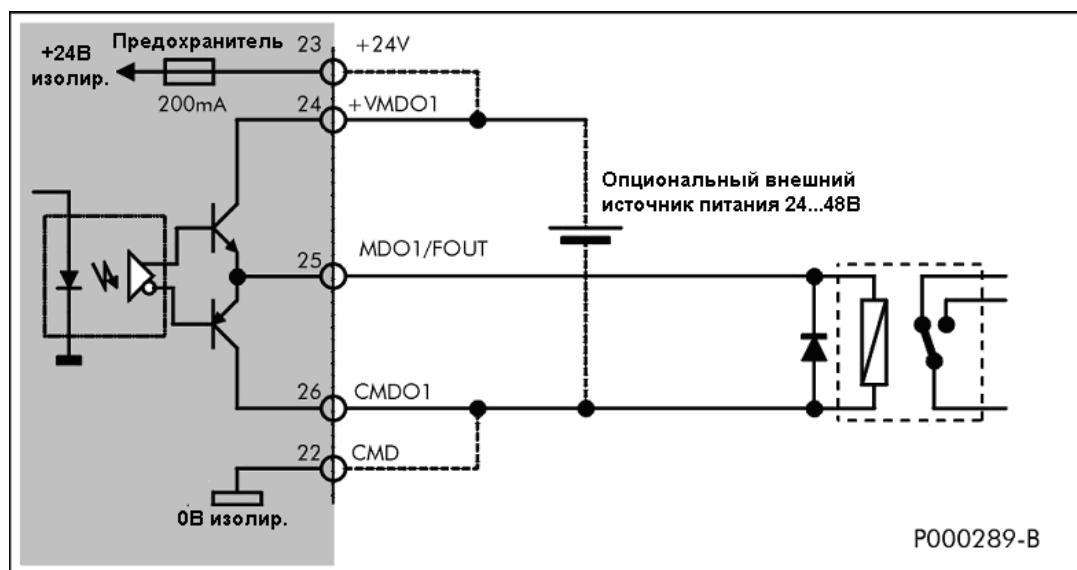 Предохранитель
+24В
изолир.
200mA
23
+24V
24
+VMDO1
Опциональный внешний
источник питания 24...48В
MDO1/FOUT
25
26
CMDO1
22
CMD
0В изолир.
P000289-B